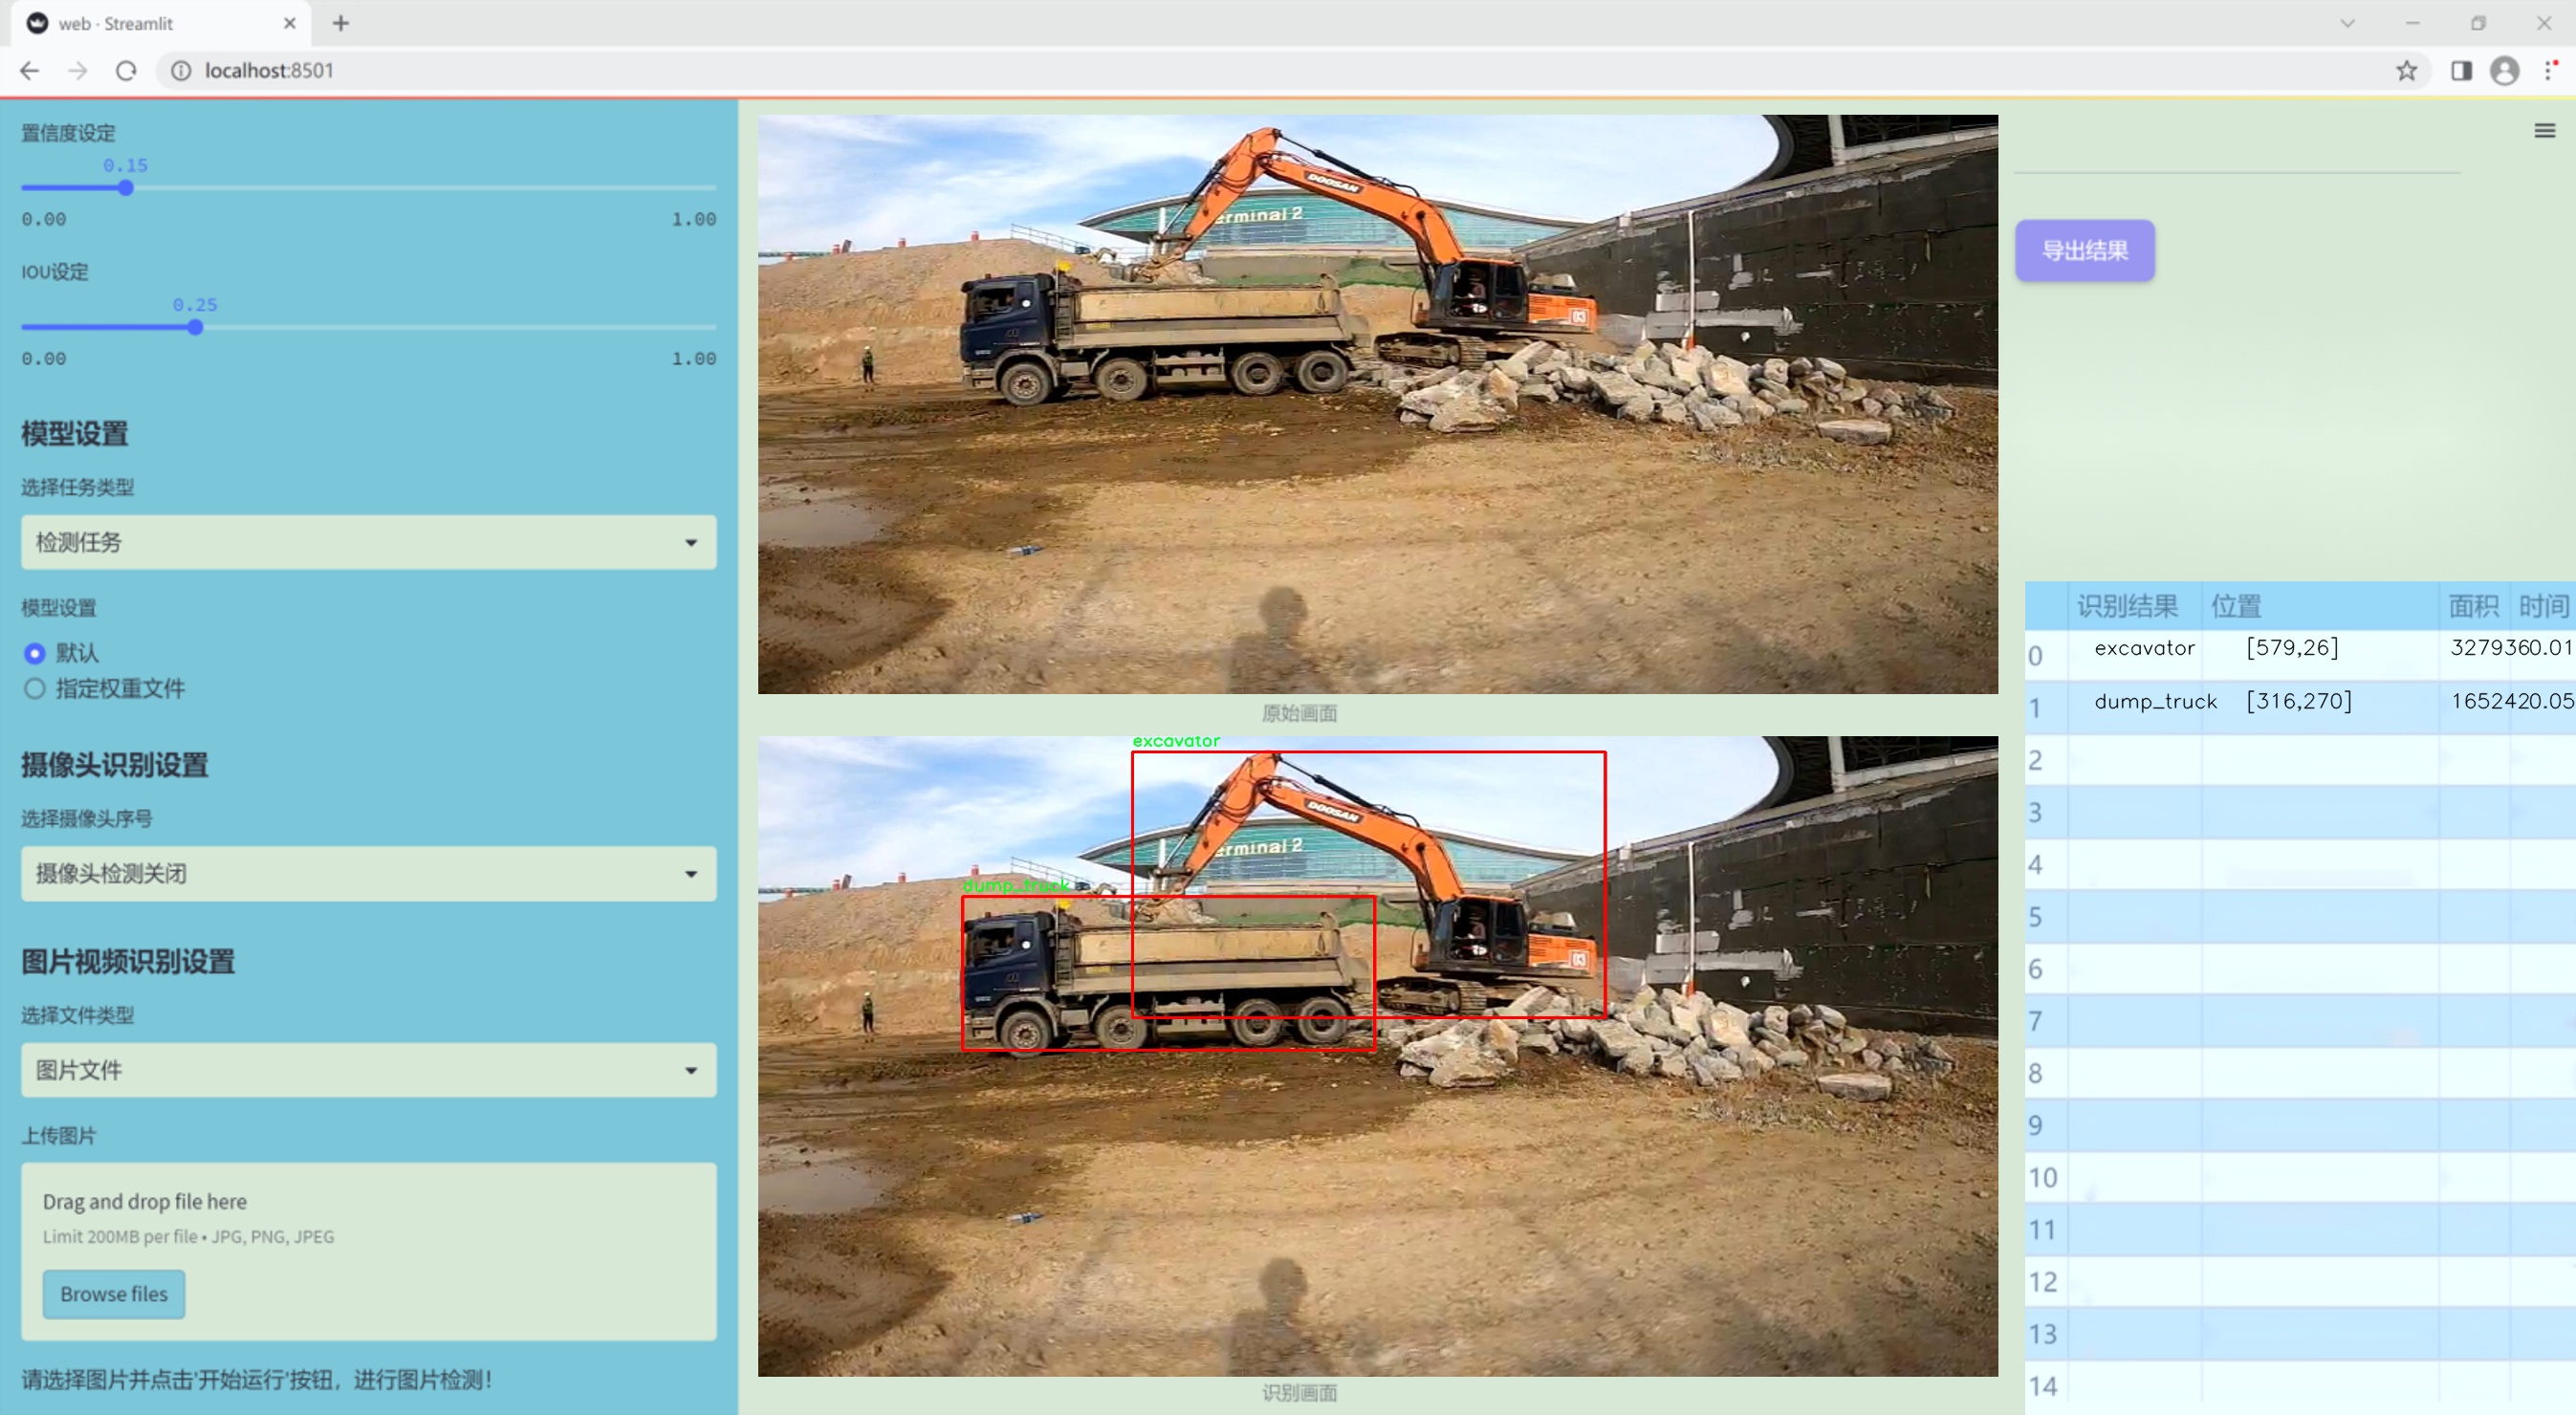 web · Streamlit
localhost:8501
置信度设定
0.15
0.00 1.00
IOU设定
0.25
0.00 1.00
模型设置
选择任务类型
检测任务
模型设置
默认
指定权重文件
摄像头识别设置
选择摄像头序号
摄像头检测关闭
图片视频识别设置
选择文件类型
图片文件
上传图片
Drag and drop file here
Limit 200MB per file • JPG, PNG, JPEG
Browse files
请选择图片并点击'开始运行'按钮，进行图片检测！
DOOSAN
erminal 2
03
原始画面
excavator
DOOSAN
erminal 2
dump_truck
03
识别画面
导出结果
识别结果 位置 面积 时间
0 excavator [579,26] 3279360.01
1 dump_truck [316,270] 1652420.05
2
3
4
5
6
7
8
9
10
11
12
13
14